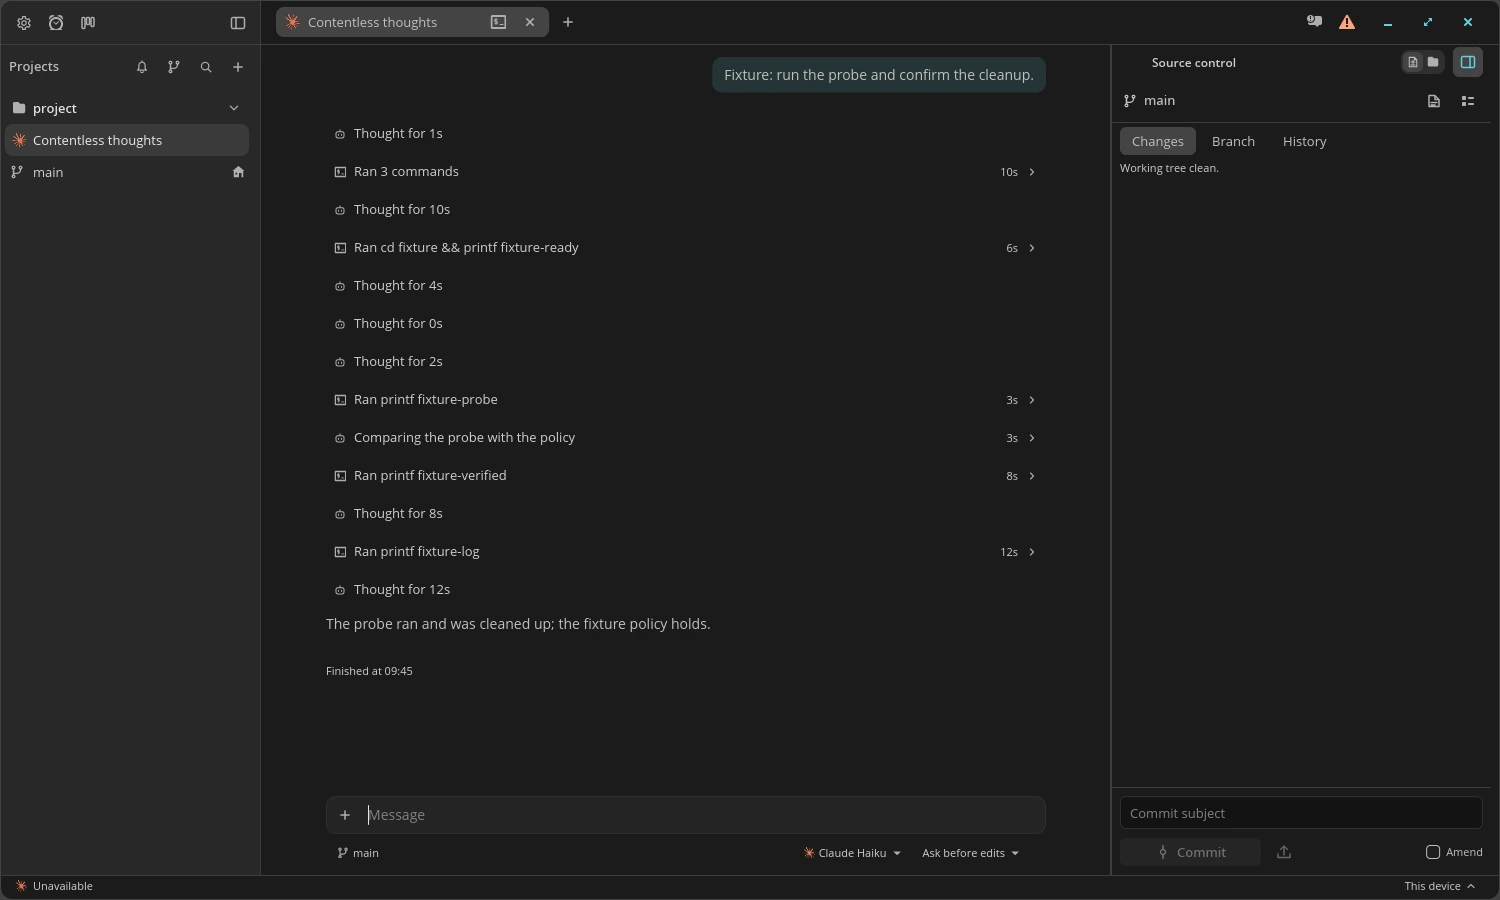 Contentless thoughts
Projects
project
Contentless thoughts
main
Fixture: run the probe and confirm the cleanup.
Thought for 1s
Ran 3 commands 10s
Thought for 10s
Ran cd fixture && printf fixture-ready 6s
Thought for 4s
Thought for 0s
Thought for 2s
Ran printf fixture-probe 3s
Comparing the probe with the policy 3s
Ran printf fixture-verified 8s
Thought for 8s
Ran printf fixture-log 12s
Thought for 12s
The probe ran and was cleaned up; the fixture policy holds.
Finished at 09:45
Message
main Claude Haiku Ask before edits
Source control
main
Changes Branch History
Working tree clean.
Commit subject
Commit Amend
Unavailable This device